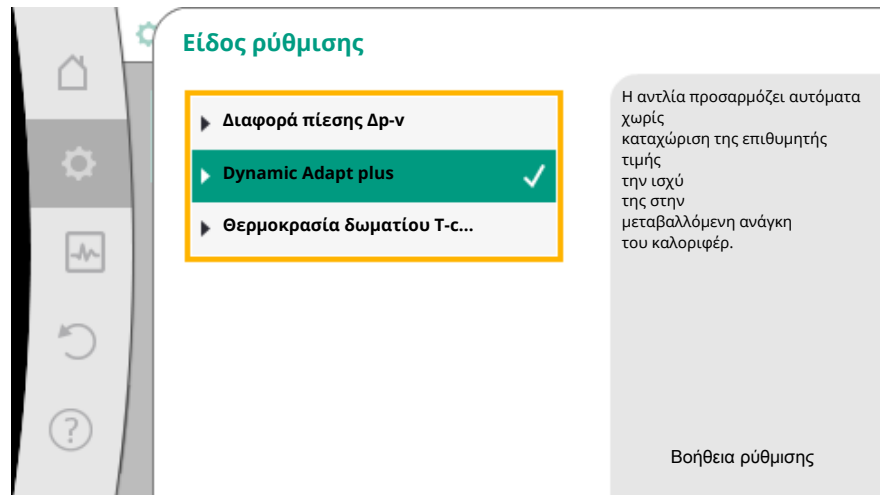 Είδος ρύθμισης
Διαφορά πίεσης Δp-v
Dynamic Adapt plus
Θερμοκρασία δωματίου T-c...
Η αντλία προσαρμόζει αυτόματα
χωρίς
καταχώριση της επιθυμητής
τιμής
την ισχύ
της στην
μεταβαλλόμενη ανάγκη
του καλοριφέρ.
Βοήθεια ρύθμισης
?